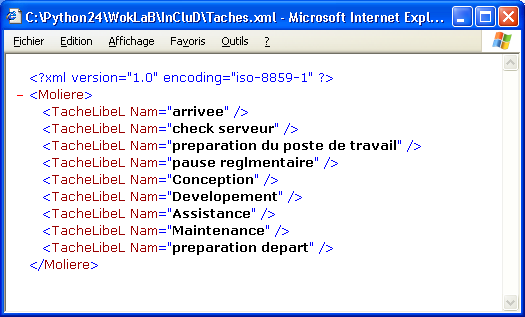 C:\Python24\WokLaB\InCluD\Taches.xml - Microsoft Internet Expl...
Fichier Edition Affichage Favoris Outils ?
<?xml version="1.0" encoding="iso-8859-1" ?>
- <Moliere>
<TacheLibeL Nam="arrivee" />
<TacheLibeL Nam="check serveur" />
<TacheLibeL Nam="preparation du poste de travail" />
<TacheLibeL Nam="pause reglmentaire" />
<TacheLibeL Nam="Conception" />
<TacheLibeL Nam="Developement" />
<TacheLibeL Nam="Assistance" />
<TacheLibeL Nam="Maintenance" />
<TacheLibeL Nam="preparation depart" />
</Moliere>